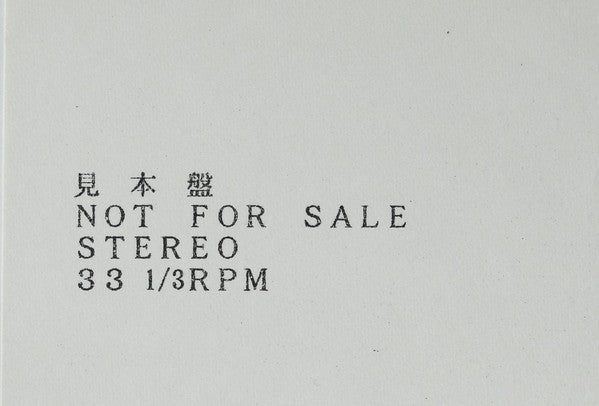 見本盤
NOT FOR SALE
STEREO
33 1/3RPM